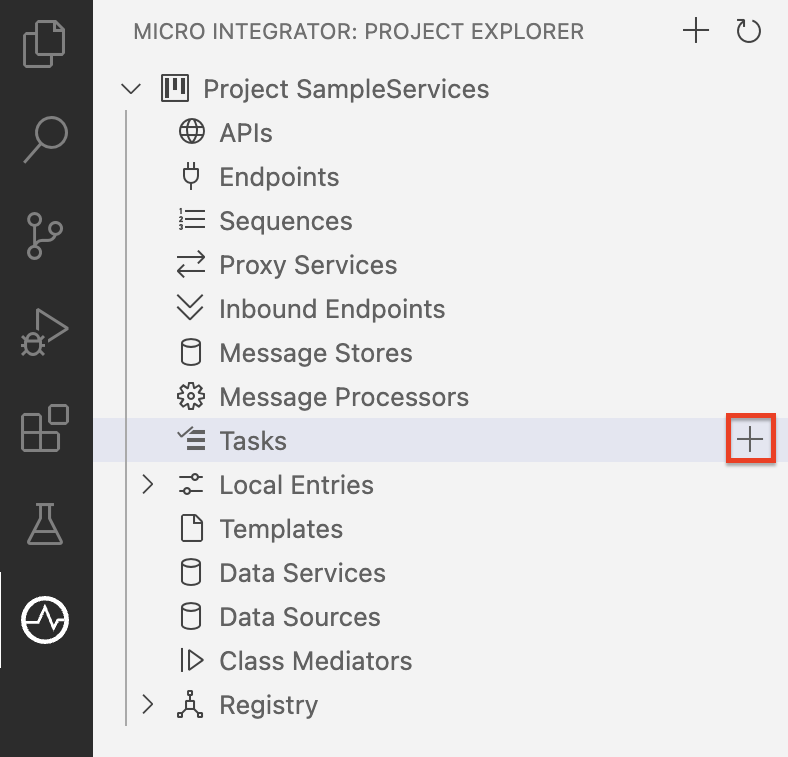 MICRO INTEGRATOR: PROJECT EXPLORER
Project SampleServices
APIs
Endpoints
Sequences
Proxy Services
Inbound Endpoints
Message Stores
Message Processors
Tasks
Local Entries
Templates
Data Services
Data Sources
Class Mediators
Registry